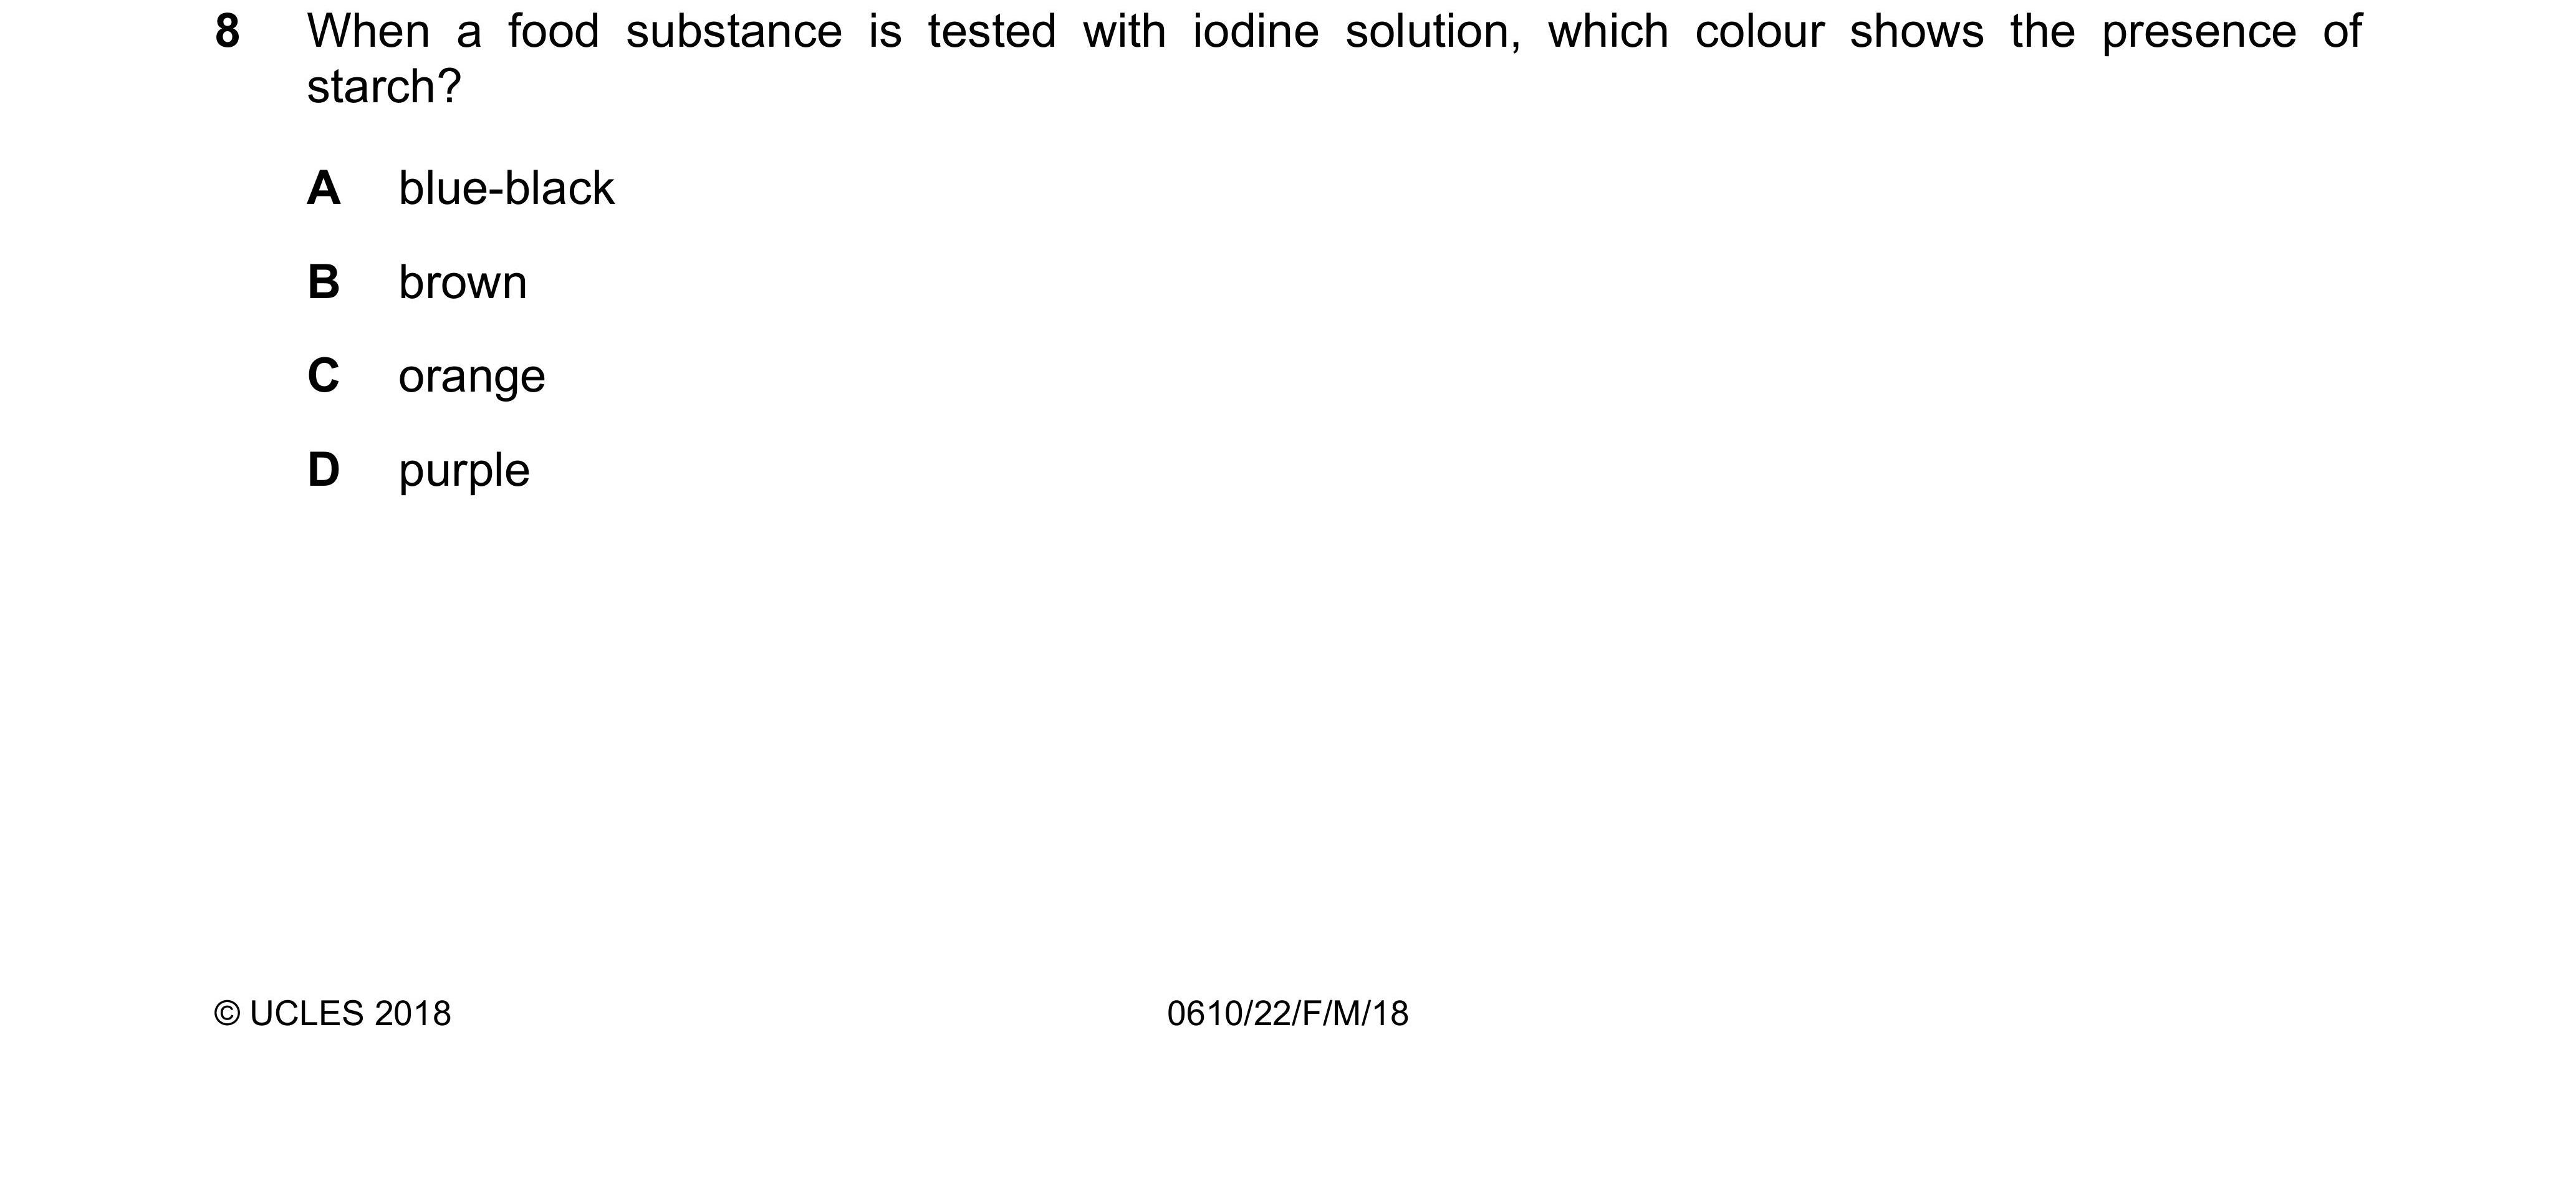 8 When a food substance is tested with iodine solution, which colour shows the presence of
starch?
A blue-black
B brown
C orange
D purple
© UCLES 2018 0610/22/F/M/18